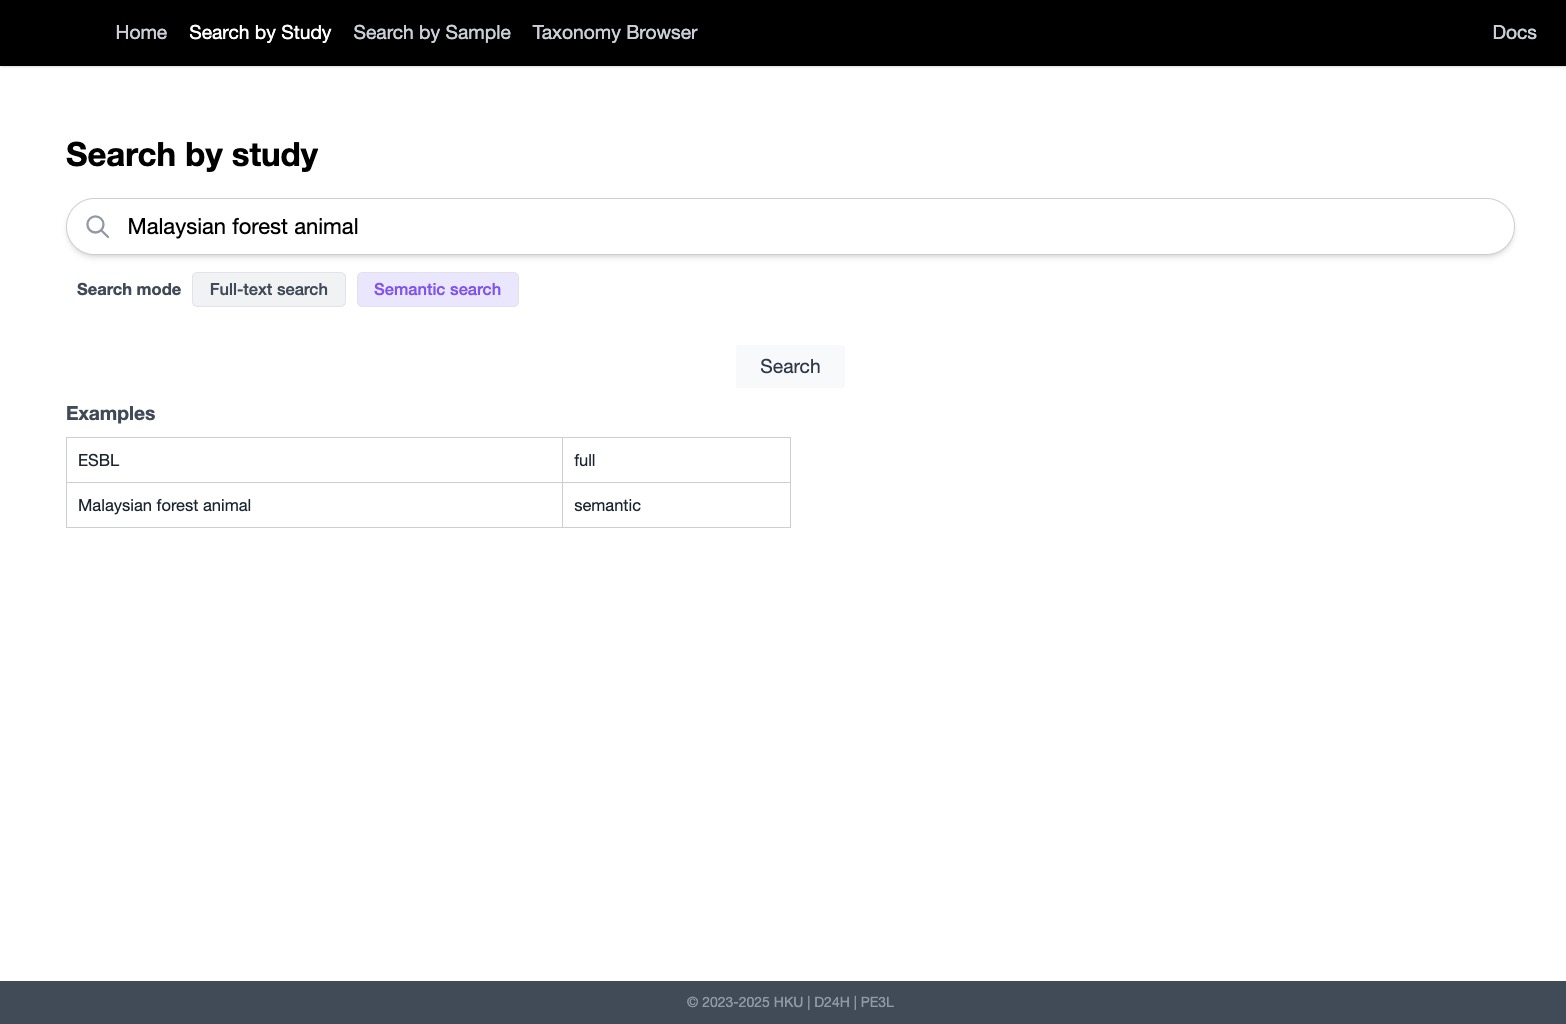 Home Search by Study Search by Sample Taxonomy Browser Docs
Search by study
Malaysian forest animal
Search mode Full-text search Semantic search
Search
Examples
ESBL full
Malaysian forest animal semantic
© 2023-2025 HKU | D24H | PE3L